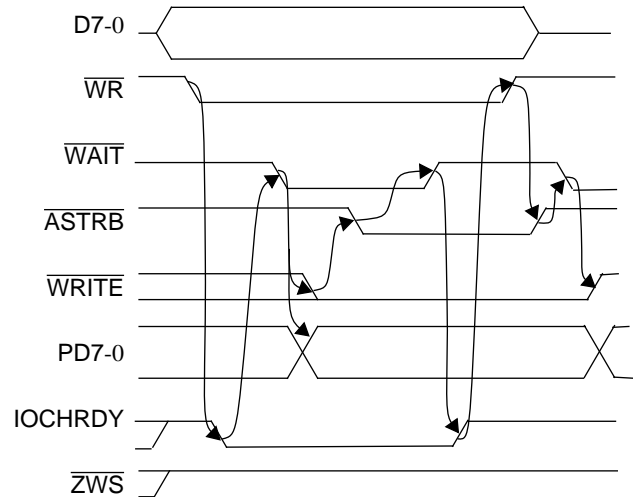 D7-0
WR
WAIT
ASTRB
WRITE
PD7-0
IOCHRDY
ZWS